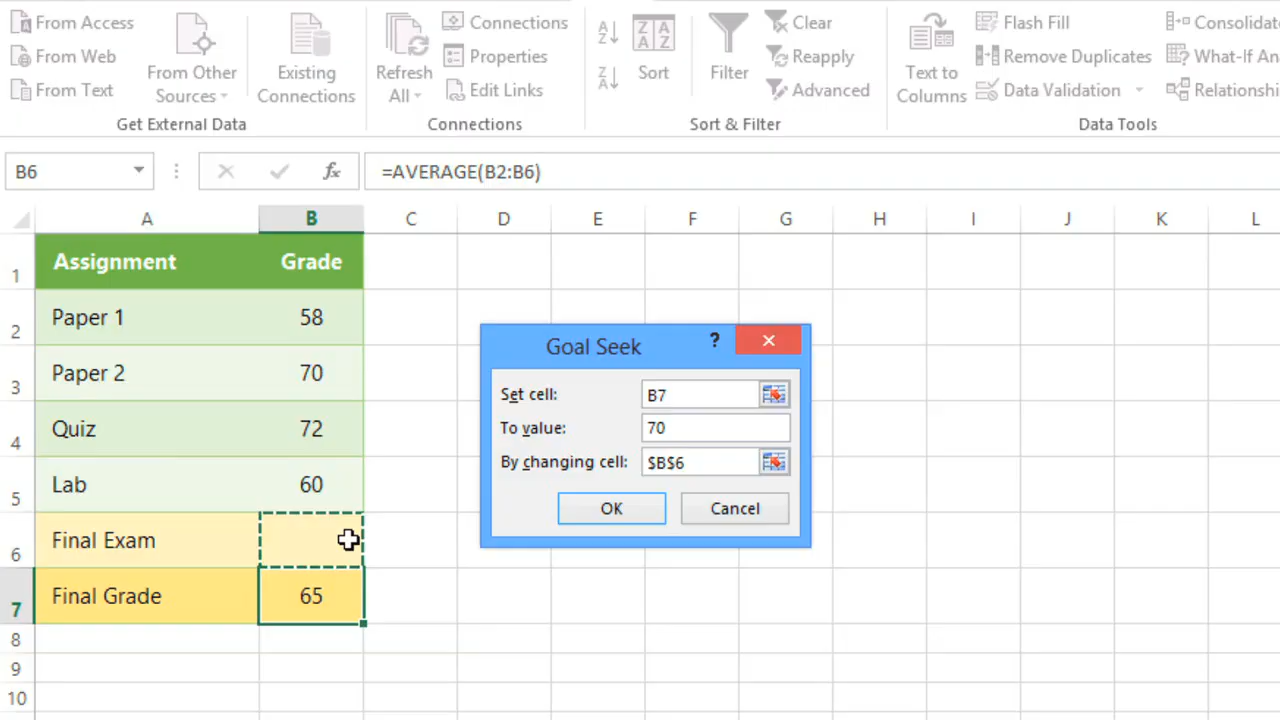 From Access
From Web
From Text
From Other
Sources
Existing
Connections
Get External Data
Refresh
All
Connections
Properties
Edit Links
Connections
Sort
Filter
Clear
Reapply
Advanced
Sort & Filter
Text to
Columns
Flash Fill
Remove Duplicates
Data Validation
Consolidate
What-If An
Relationshi
Data Tools
B6
fx
=AVERAGE(B2:B6)
A B C D E F G H I J K L
1 Assignment Grade
2 Paper 1 58
3 Paper 2 70
4 Quiz 72
5 Lab 60
6 Final Exam
7 Final Grade 65
8
9
10
Goal Seek ?
Set cell: B7
To value: 70
By changing cell: $B$6
OK Cancel